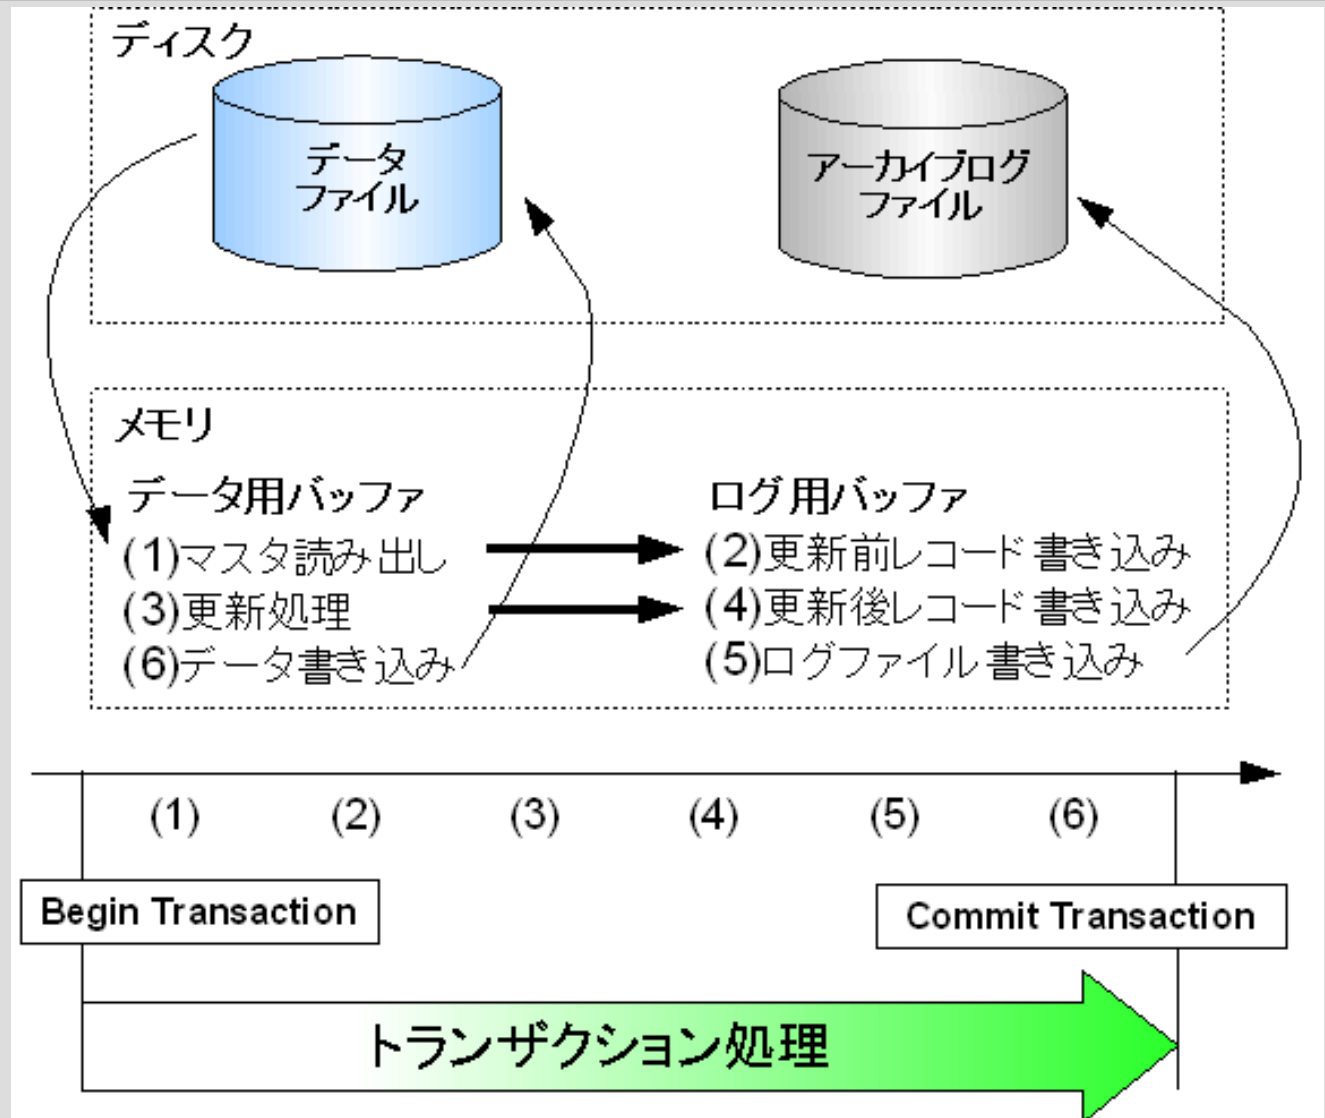 ディスク
データ
ファイル
アーカイブログ
ファイル
メモリ
データ用バッファ
(1)マスタ読み出し
(3)更新処理
(6)データ書き込み
ログ用バッファ
(2)更新前レコード書き込み
(4)更新後レコード書き込み
(5)ログファイル書き込み
(1) (2) (3) (4) (5) (6)
Begin Transaction
Commit Transaction
トランザクション処理